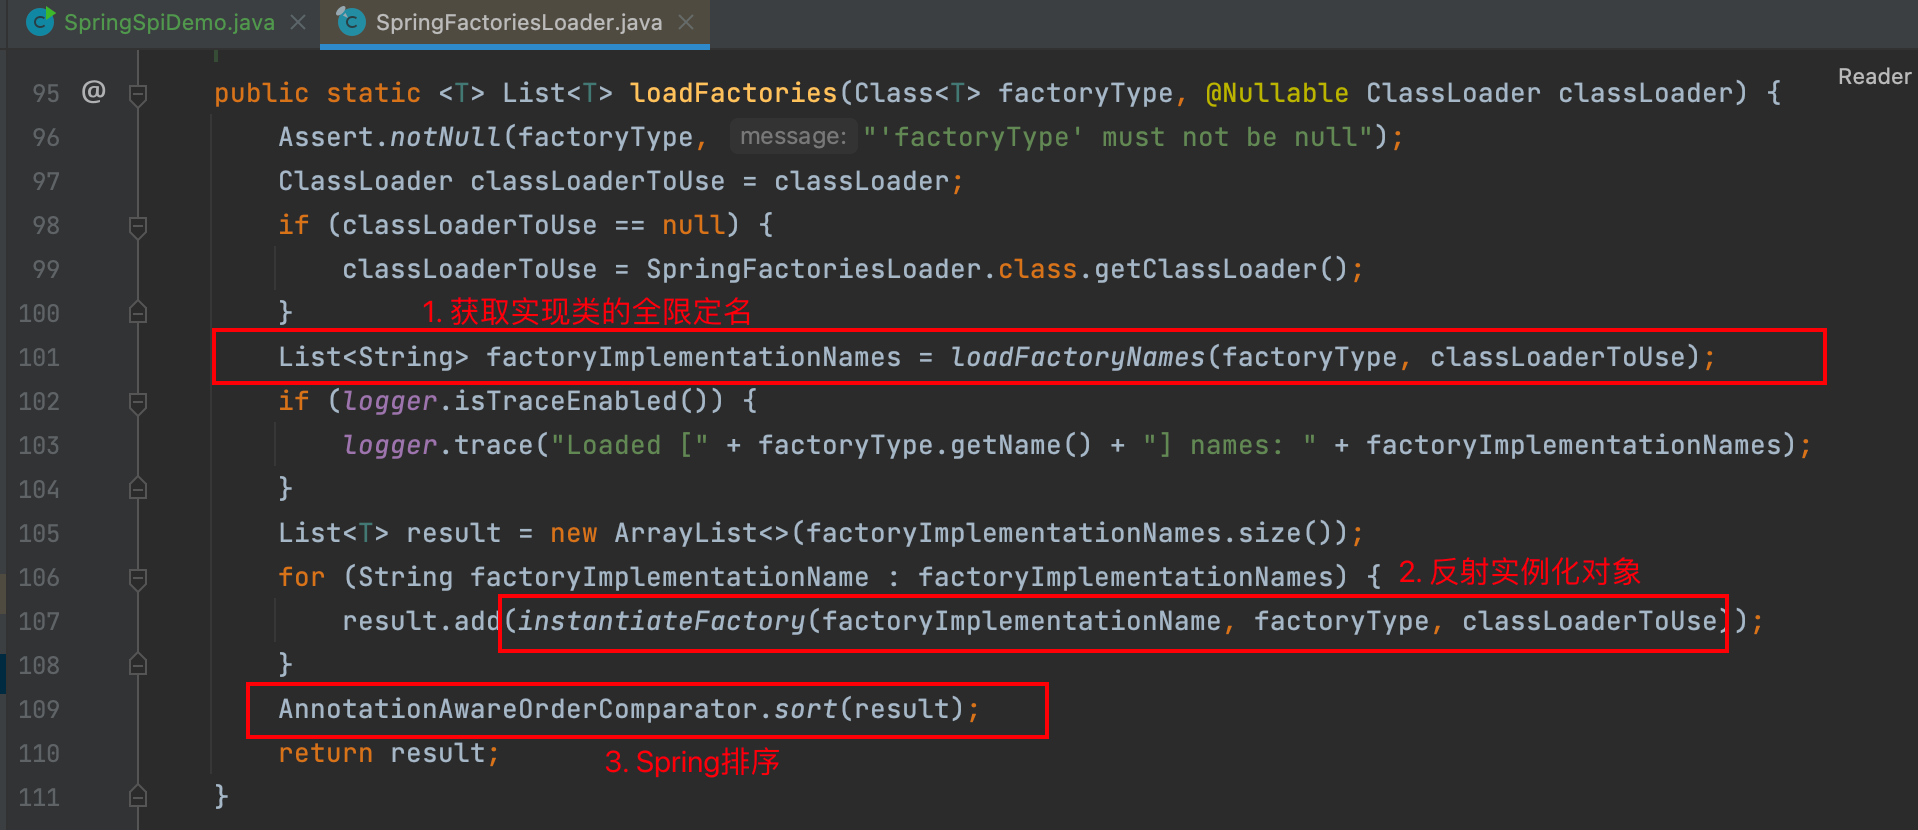 SpringSpiDemo.java SpringFactoriesLoader.java
Reader
95 @ public static <T> List<T> loadFactories(Class<T> factoryType, @Nullable ClassLoader classLoader) {
96 Assert.notNull(factoryType, message: "'factoryType' must not be null");
97 ClassLoader classLoaderToUse = classLoader;
98 if (classLoaderToUse == null) {
99 classLoaderToUse = SpringFactoriesLoader.class.getClassLoader();
100 }
1. 获取实现类的全限定名
101 List<String> factoryImplementationNames = loadFactoryNames(factoryType, classLoaderToUse);
102 if (logger.isTraceEnabled()) {
103 logger.trace("Loaded [" + factoryType.getName() + "] names: " + factoryImplementationNames);
104 }
105 List<T> result = new ArrayList<>(factoryImplementationNames.size());
106 for (String factoryImplementationName : factoryImplementationNames) {
2. 反射实例化对象
107 result.add(instantiateFactory(factoryImplementationName, factoryType, classLoaderToUse));
108 }
109 AnnotationAwareOrderComparator.sort(result);
110 return result;
3. Spring排序
111 }